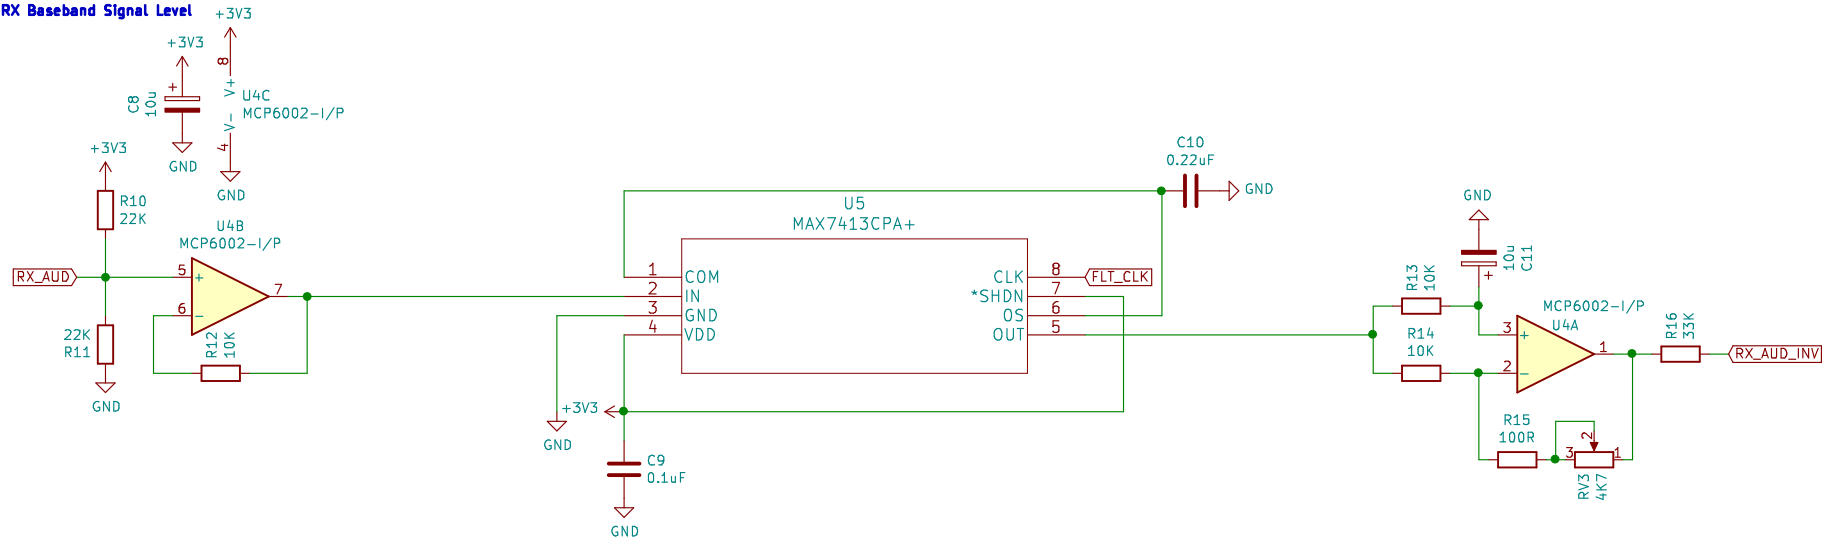 RX Baseband Signal Level
+3V3
+3V3
8
V+
U4C
MCP6002-I/P
V-
4
GND
C8
10u
GND
+3V3
R10
22K
RX_AUD
22K
R11
GND
U4B
MCP6002-I/P
5
+
6
-
7
R12
10K
U5
MAX7413CPA+
1
COM
2
IN
3
GND
4
VDD
CLK
8
*SHDN
7
OS
6
OUT
5
FLT_CLK
C10
0.22uF
GND
+3V3
GND
C9
0.1uF
GND
GND
10u
C11
+
R13
10K
R14
10K
MCP6002-I/P
U4A
3
+
2
-
1
R15
100R
2
3
1
RV3
4K7
R16
33K
RX_AUD_INV